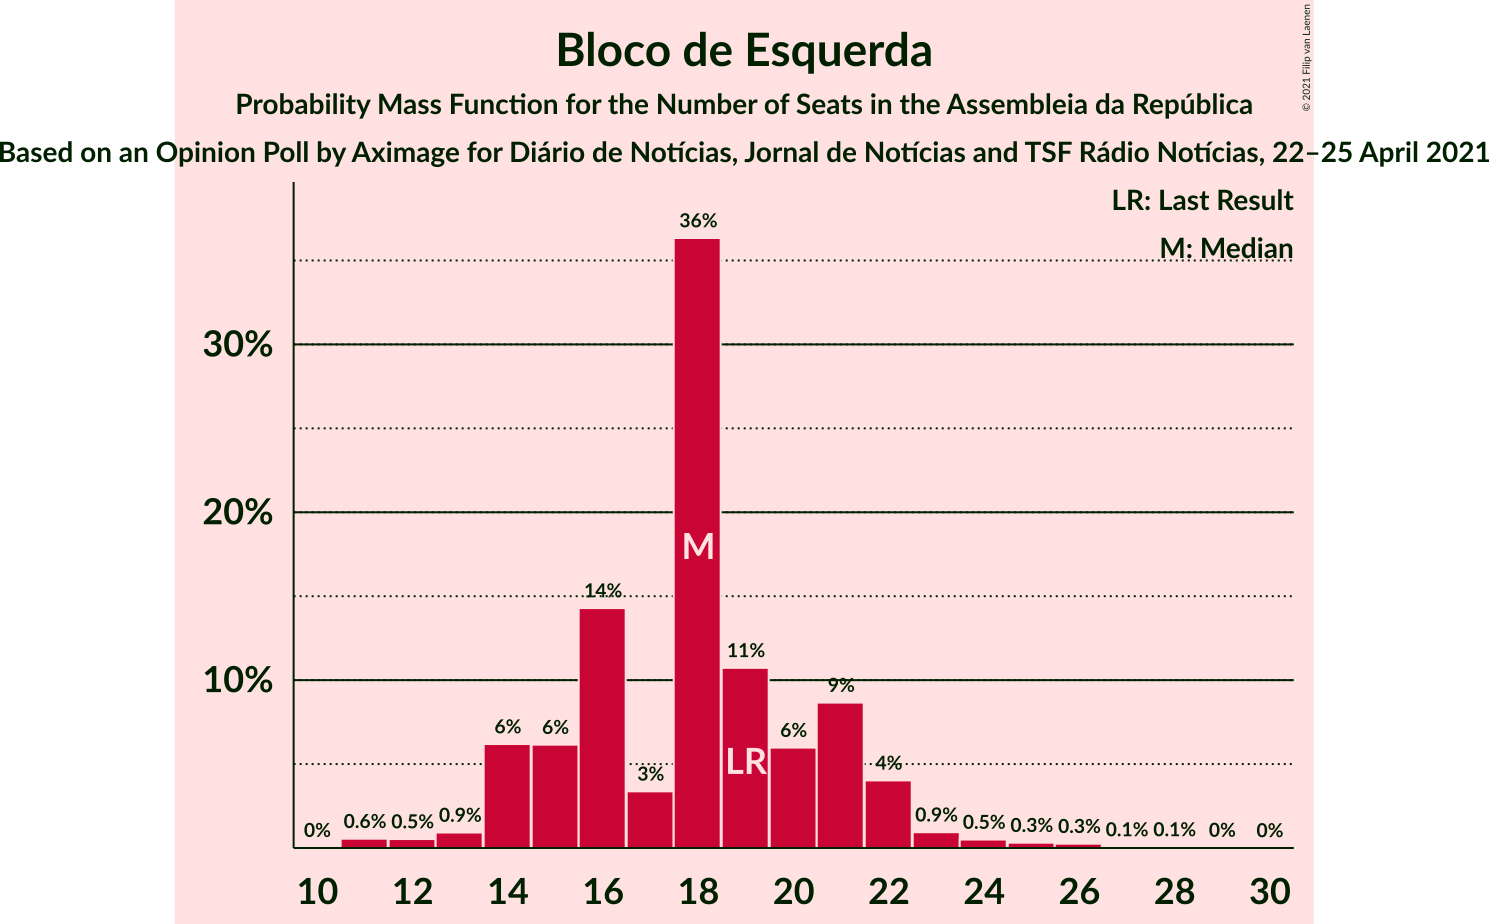 Bloco de Esquerda
Probability Mass Function for the Number of Seats in the Assembleia da República
Based on an Opinion Poll by Aximage for Diário de Notícias, Jornal de Notícias and TSF Rádio Notícias, 22–25 April 2021
© 2021 Filip van Laenen
LR: Last Result
M: Median
30%
20%
10%
0%
0.6%
0.5%
0.9%
6%
6%
14%
3%
36%
11%
6%
9%
4%
0.9%
0.5%
0.3%
0.3%
0.1%
0.1%
0%
0%
M
LR
10 12 14 16 18 20 22 24 26 28 30